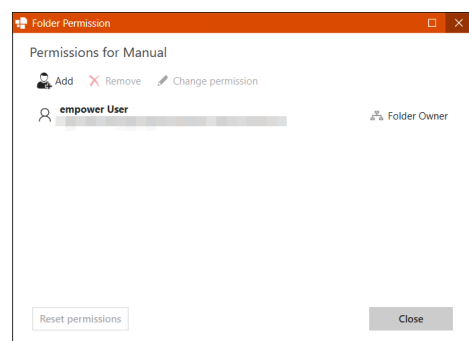 Folder Permission
Permissions for Manual
Add Remove Change permission
empower User
Folder Owner
Reset permissions Close